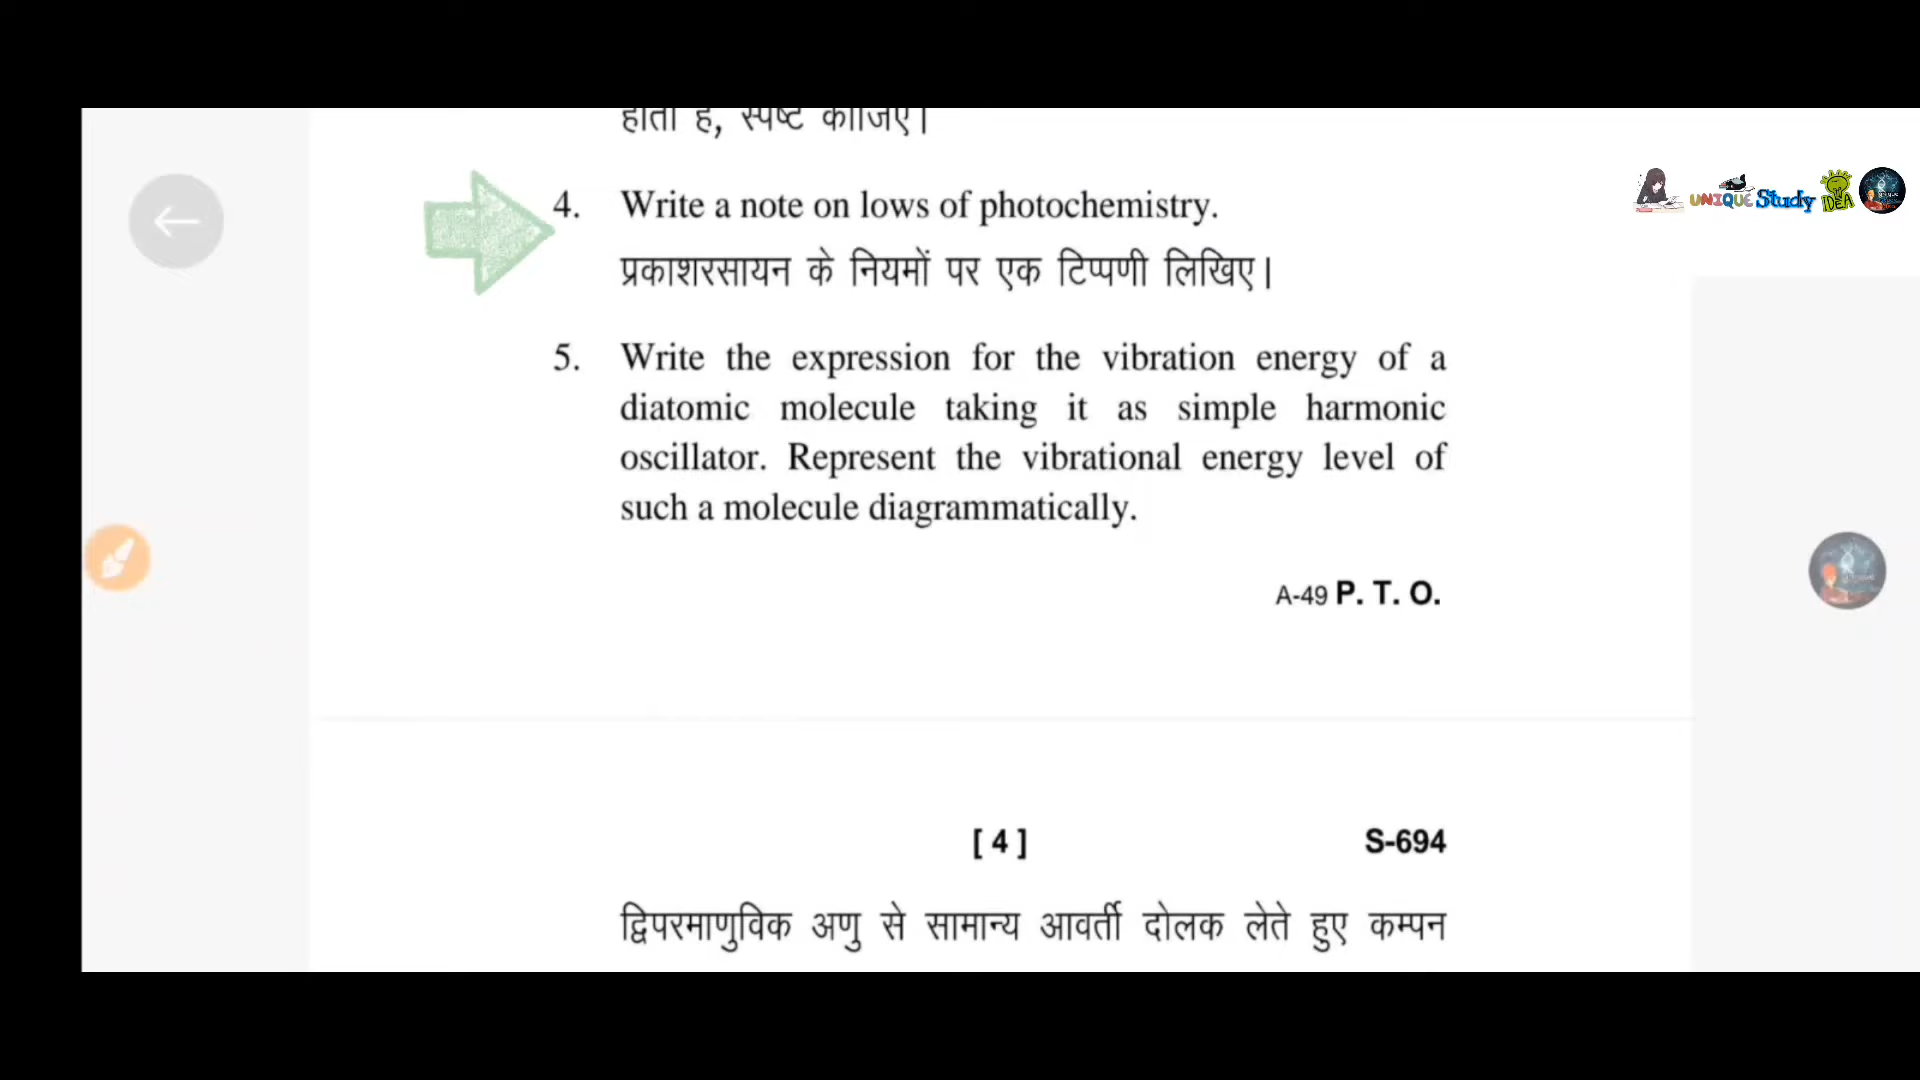 होता है, स्पष्ट कीजिए।
4. Write a note on lows of photochemistry.
UNIQUE Study IDEA
प्रकाशरसायन के नियमों पर एक टिप्पणी लिखिए।
5. Write the expression for the vibration energy of a
diatomic molecule taking it as simple harmonic
oscillator. Represent the vibrational energy level of
such a molecule diagrammatically.
A-49 P. T. O.
[ 4 ] S-694
द्विपरमाणुविक अणु से सामान्य आवर्ती दोलक लेते हुए कम्पन